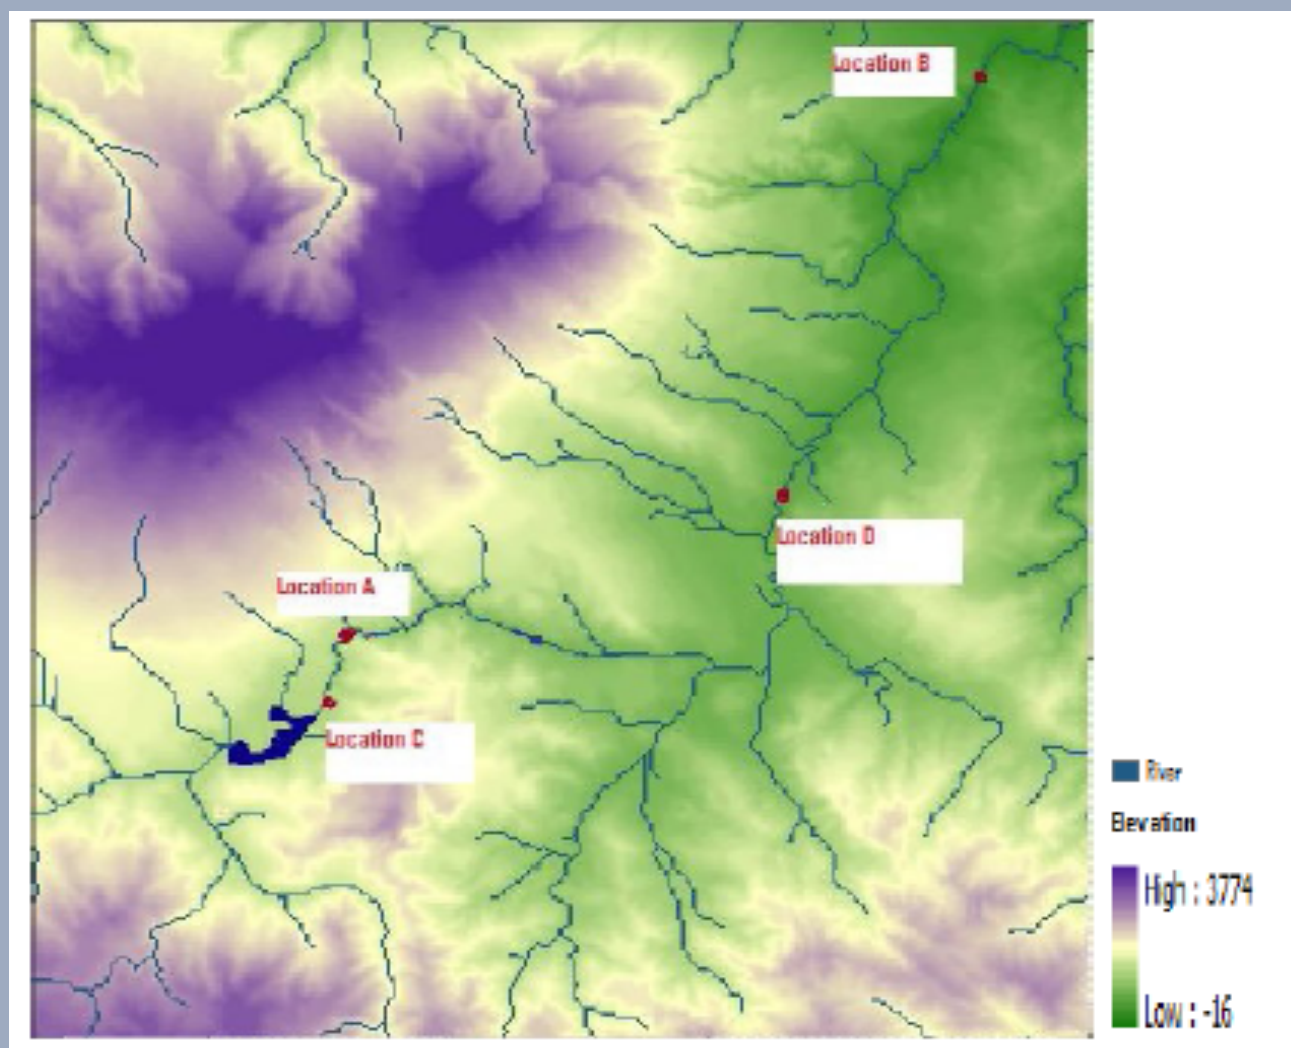 Location B
Location D
Location A
Location C
River
Elevation
High : 3774
Low : -16